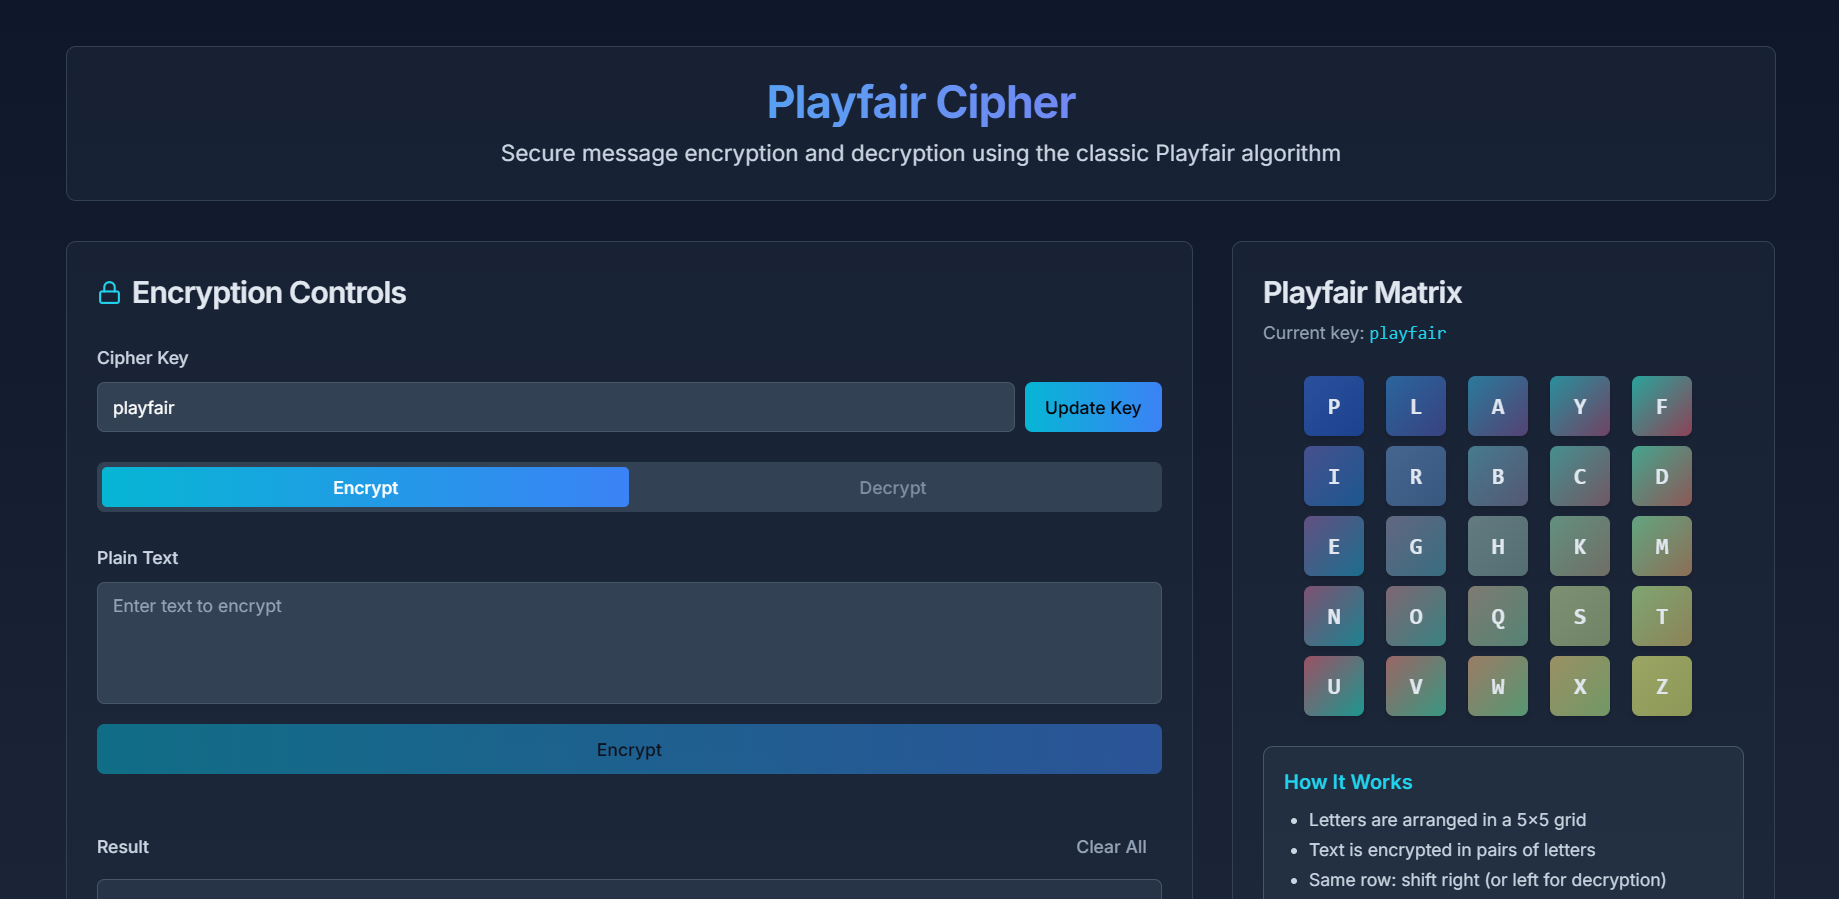 Playfair Cipher
Secure message encryption and decryption using the classic Playfair algorithm
Encryption Controls
Cipher Key
playfair
Update Key
Encrypt
Decrypt
Plain Text
Enter text to encrypt
Encrypt
Result
Clear All
Playfair Matrix
Current key: playfair
P L A Y F
I R B C D
E G H K M
N O Q S T
U V W X Z
How It Works
• Letters are arranged in a 5×5 grid
• Text is encrypted in pairs of letters
• Same row: shift right (or left for decryption)